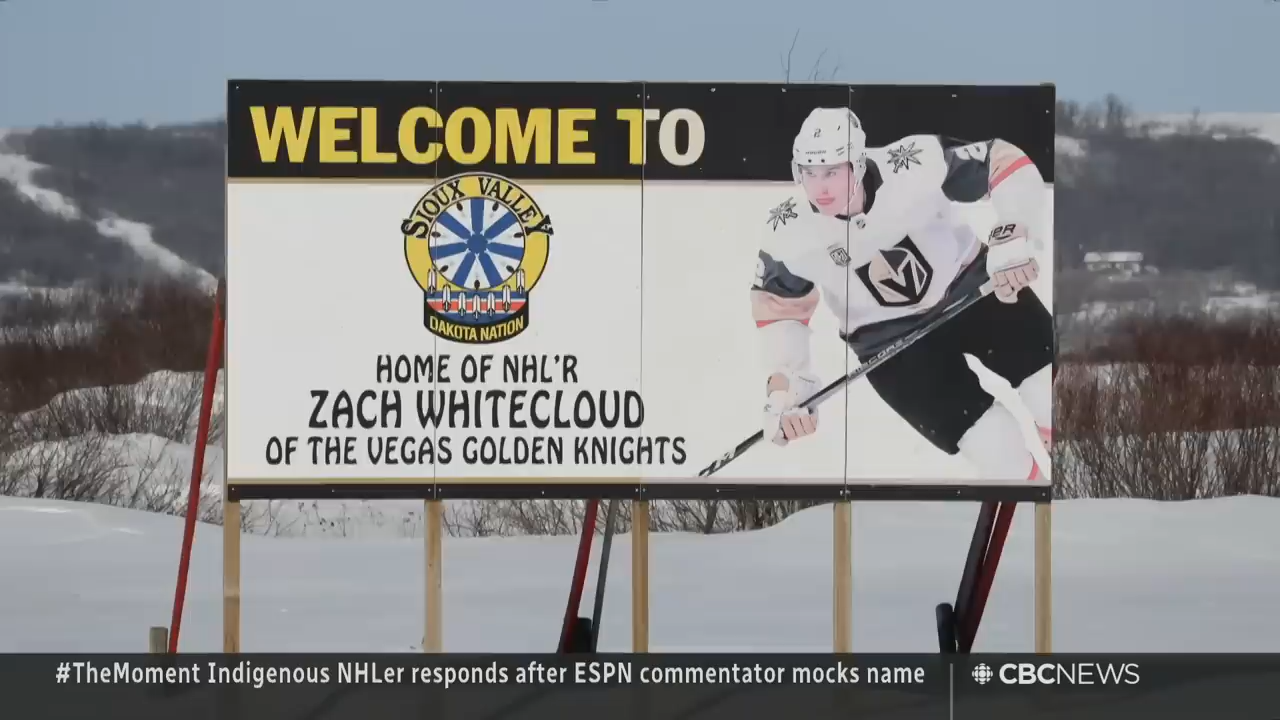 WELCOME TO
SIOUX VALLEY
DAKOTA NATION
HOME OF NHL'R
ZACH WHITECLOUD
OF THE VEGAS GOLDEN KNIGHTS
2
#TheMoment Indigenous NHLer responds after ESPN commentator mocks name
CBCNEWS